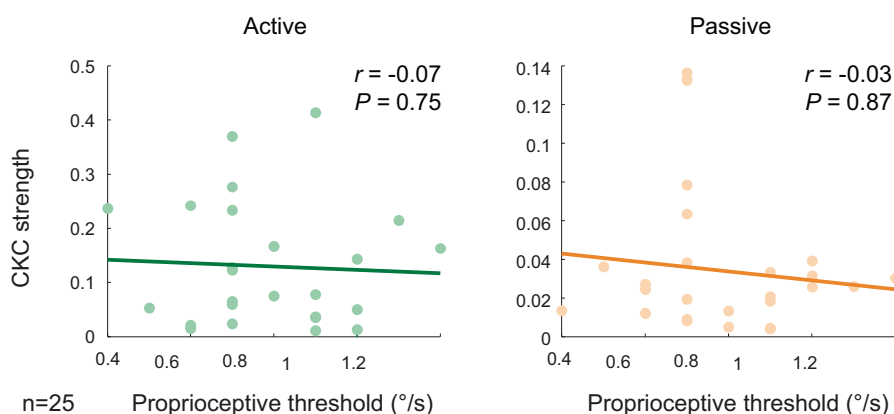 Active
Passive
r = -0.07
P = 0.75
r = -0.03
P = 0.87
CKC strength
0.5
0.4
0.3
0.2
0.1
0
0.4
0.6
0.8
1
1.2
0.14
0.12
0.1
0.08
0.06
0.04
0.02
0
0.4
0.6
0.8
1
1.2
n=25
Proprioceptive threshold (°/s)
Proprioceptive threshold (°/s)